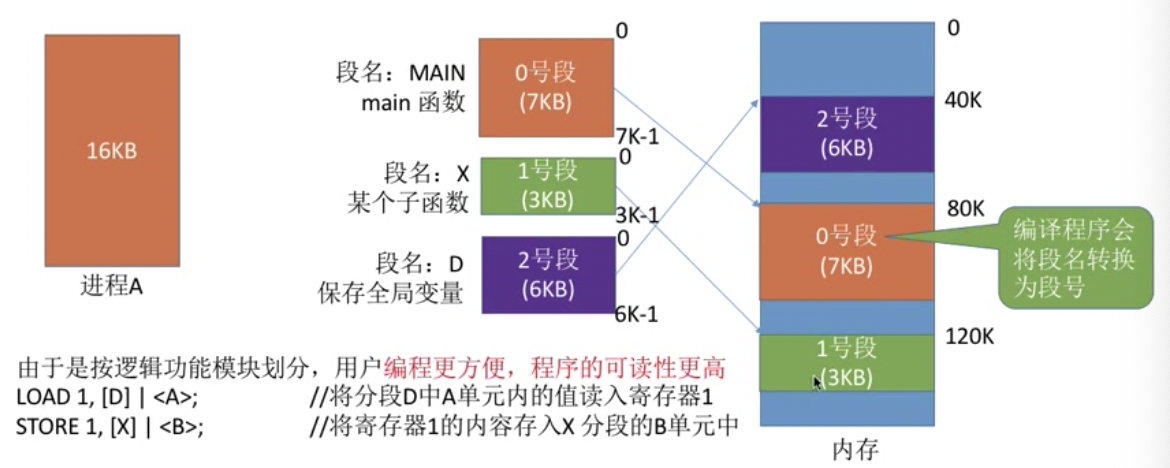 16KB
进程A
段名：MAIN
main 函数
0号段
(7KB)
0
7K-1
段名：X
某个子函数
1号段
(3KB)
0
3K-1
段名：D
保存全局变量
2号段
(6KB)
0
6K-1
0
40K
2号段
(6KB)
80K
0号段
(7KB)
编译程序会
将段名转换
为段号
120K
1号段
(3KB)
内存
由于是按逻辑功能模块划分，用户编程更方便，程序的可读性更高
LOAD 1, [D] | <A>; //将分段D中A单元内的值读入寄存器1
STORE 1, [X] | <B>; //将寄存器1的内容存入X 分段的B单元中